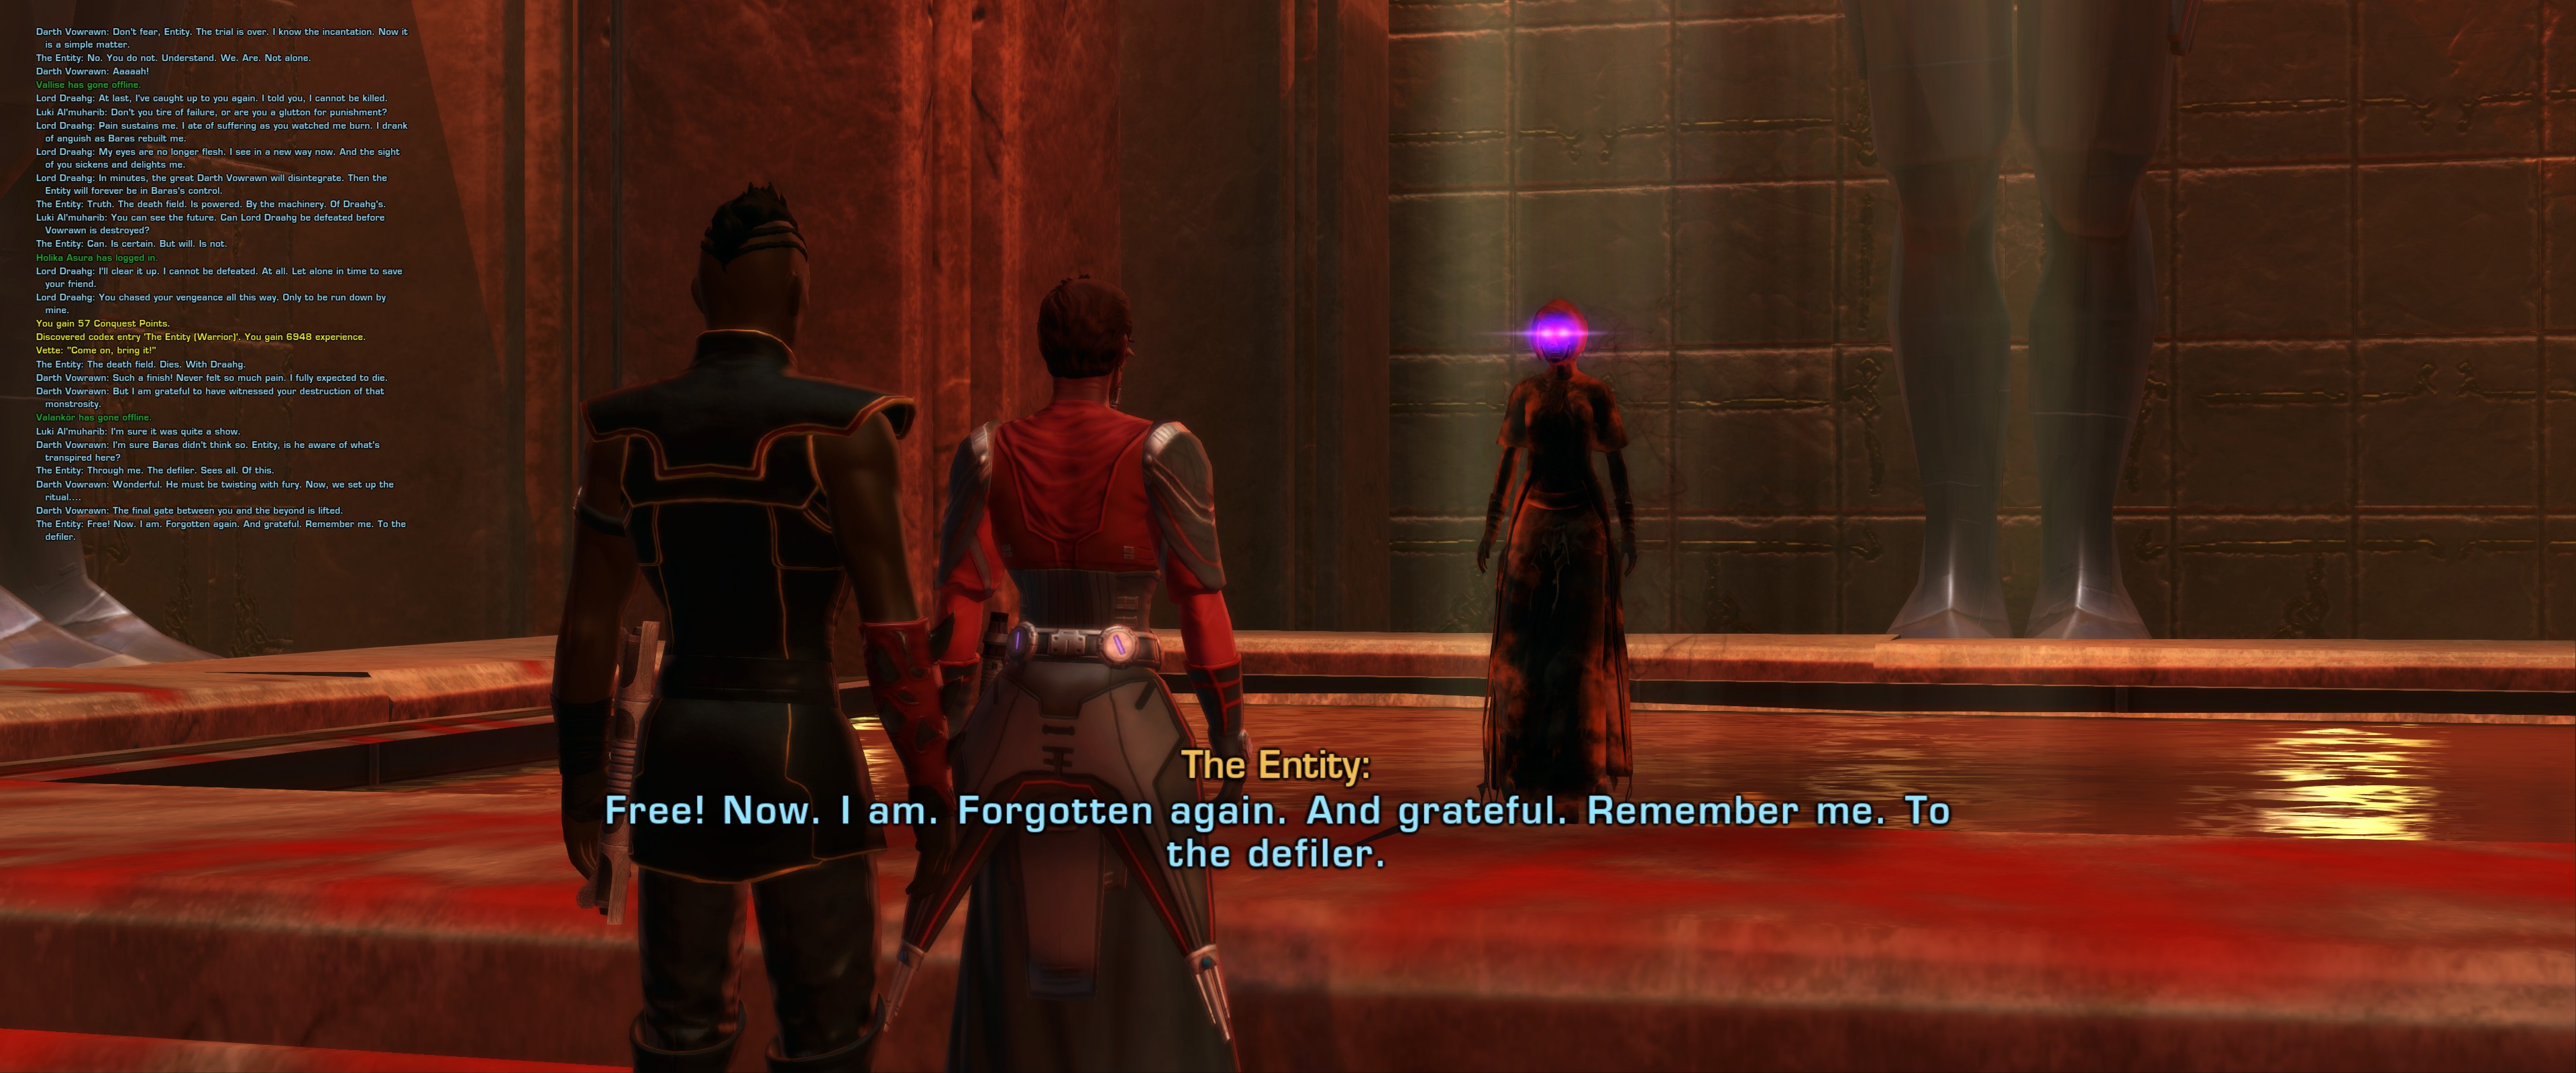 Darth Vowrawn: Don't fear, Entity. The trial is over. I know the incantation. Now it
is a simple matter.
The Entity: No. You do not. Understand. We. Are. Not alone.
Darth Vowrawn: Aaaaah!
Vallise has gone offline.
Lord Draahg: At last, I've caught up to you again. I told you, I cannot be killed.
Luki Al'muharib: Don't you tire of failure, or are you a glutton for punishment?
Lord Draahg: Pain sustains me. I ate of suffering as you watched me burn. I drank
of anguish as Baras rebuilt me.
Lord Draahg: My eyes are no longer flesh. I see in a new way now. And the sight
of you sickens and delights me.
Lord Draahg: In minutes, the great Darth Vowrawn will disintegrate. Then the
Entity will forever be in Baras's control.
The Entity: Truth. The death field. Is powered. By the machinery. Of Draahg's.
Luki Al'muharib: You can see the future. Can Lord Draahg be defeated before
Vowrawn is destroyed?
The Entity: Can. Is certain. But will. Is not.
Holika Asura has logged in.
Lord Draahg: I'll clear it up. I cannot be defeated. At all. Let alone in time to save
your friend.
Lord Draahg: You chased your vengeance all this way. Only to be run down by
mine.
You gain 57 Conquest Points.
Discovered codex entry 'The Entity (Warrior)'. You gain 6948 experience.
Vette: "Come on, bring it!"
The Entity: The death field. Dies. With Draahg.
Darth Vowrawn: Such a finish! Never felt so much pain. I fully expected to die.
Darth Vowrawn: But I am grateful to have witnessed your destruction of that
monstrosity.
Valankòr has gone offline.
Luki Al'muharib: I'm sure it was quite a show.
Darth Vowrawn: I'm sure Baras didn't think so. Entity, is he aware of what's
transpired here?
The Entity: Through me. The defiler. Sees all. Of this.
Darth Vowrawn: Wonderful. He must be twisting with fury. Now, we set up the
ritual....
Darth Vowrawn: The final gate between you and the beyond is lifted.
The Entity: Free! Now. I am. Forgotten again. And grateful. Remember me. To the
defiler.
The Entity:
Free! Now. I am. Forgotten again. And grateful. Remember me. To
the defiler.